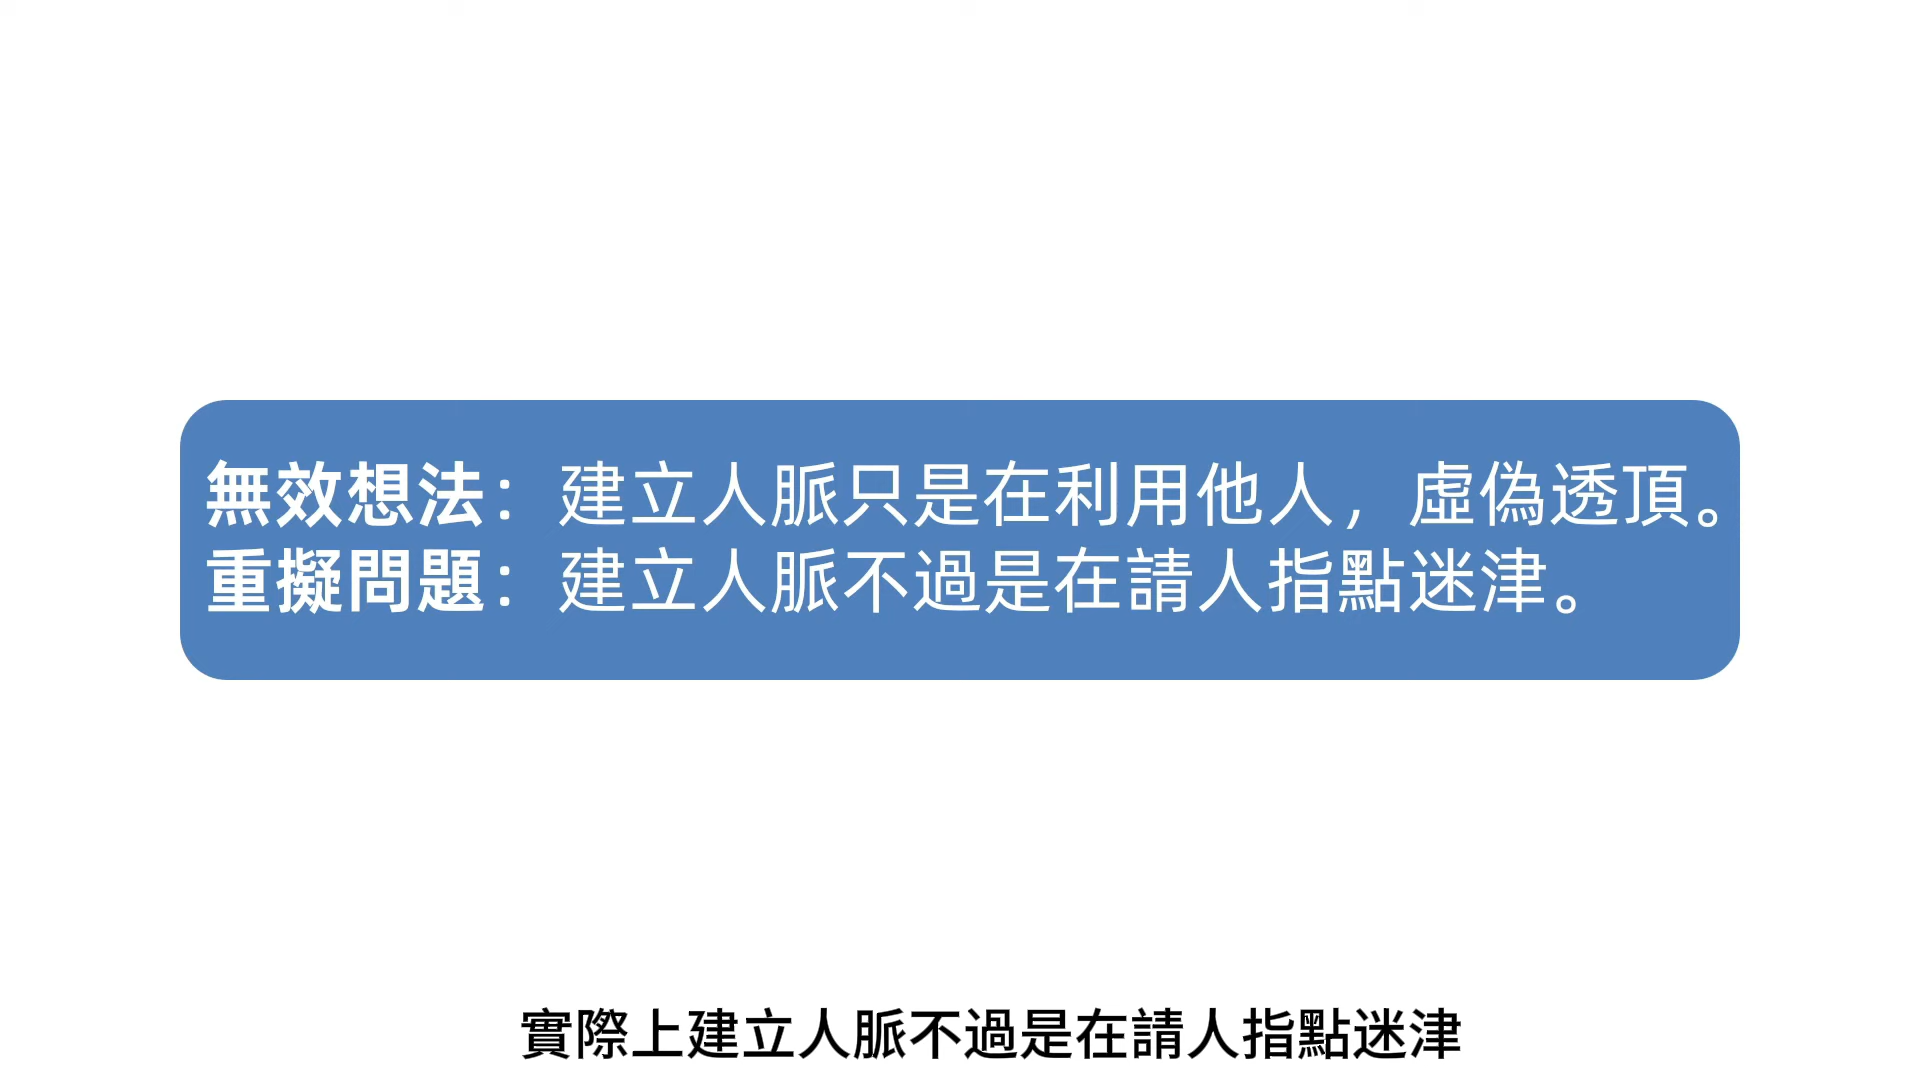 無效想法：建立人脈只是在利用他人，虛偽透頂。
重擬問題：建立人脈不過是在請人指點迷津。
實際上建立人脈不過是在請人指點迷津